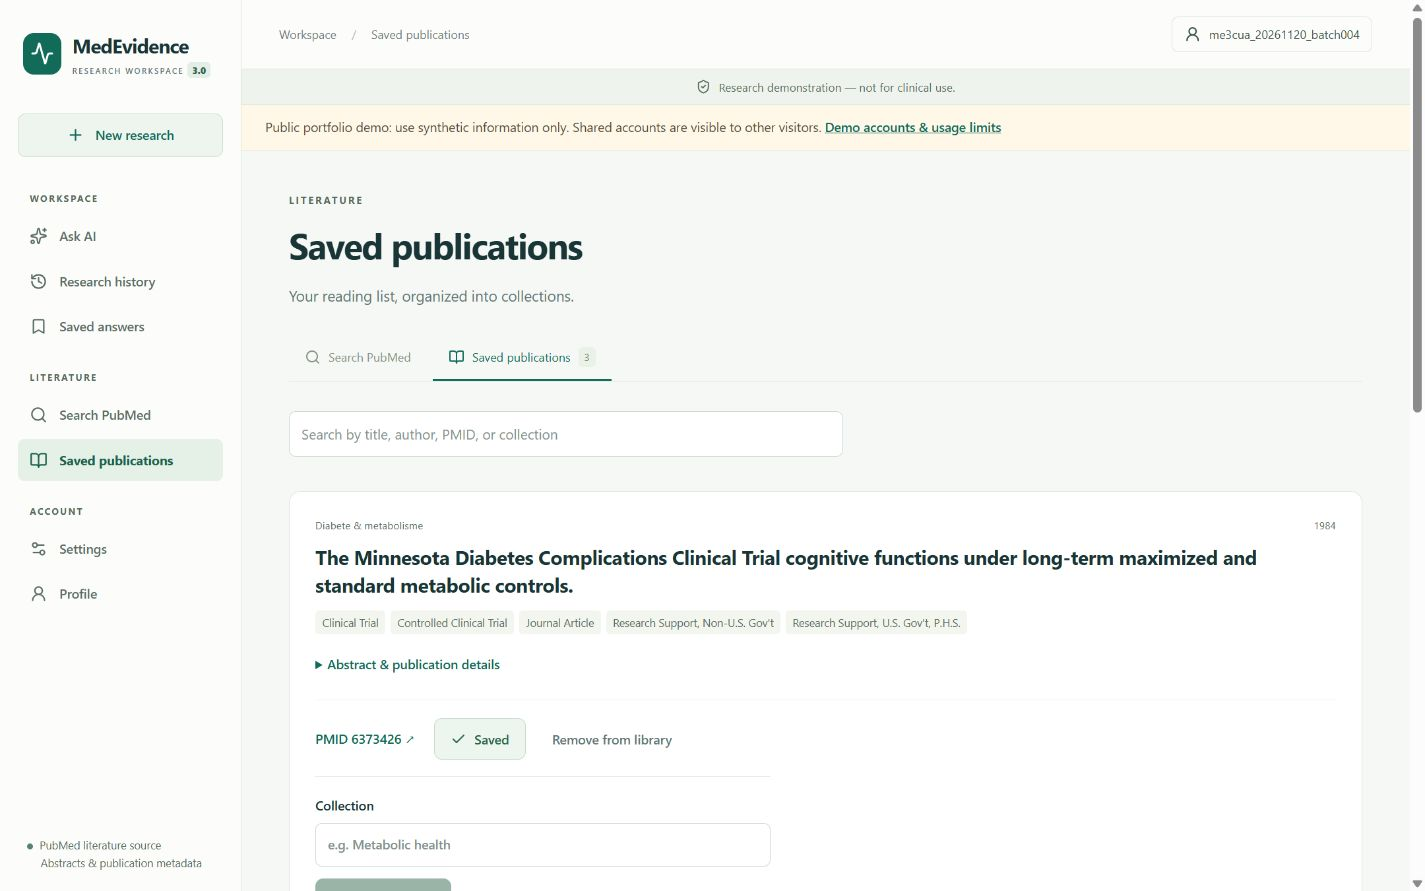 MedEvidence
RESEARCH WORKSPACE 3.0
New research
WORKSPACE
Ask AI
Research history
Saved answers
LITERATURE
Search PubMed
Saved publications
ACCOUNT
Settings
Profile
PubMed literature source
Abstracts & publication metadata
Workspace / Saved publications
me3cua_20261120_batch004
Research demonstration — not for clinical use.
Public portfolio demo: use synthetic information only. Shared accounts are visible to other visitors. Demo accounts & usage limits
LITERATURE
Saved publications
Your reading list, organized into collections.
Search PubMed
Saved publications 3
Search by title, author, PMID, or collection
Diabete & metabolisme 1984
The Minnesota Diabetes Complications Clinical Trial cognitive functions under long-term maximized and
standard metabolic controls.
Clinical Trial Controlled Clinical Trial Journal Article Research Support, Non-U.S. Gov't Research Support, U.S. Gov't, P.H.S.
Abstract & publication details
PMID 6373426 ↗ Saved Remove from library
Collection
e.g. Metabolic health